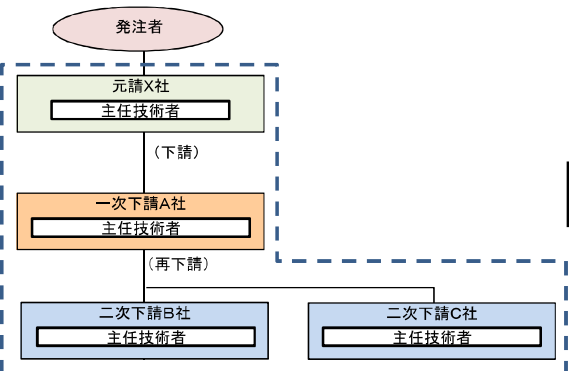 発注者
元請X社
主任技術者
（下請）
一次下請A社
主任技術者
（再下請）
二次下請B社
主任技術者
二次下請C社
主任技術者